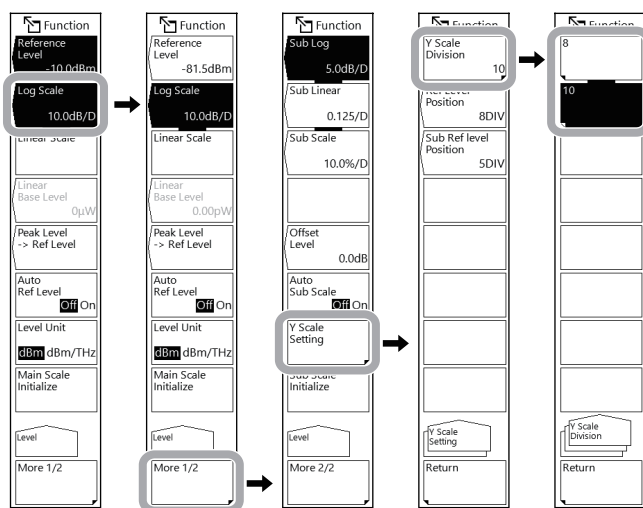 Function
Reference
Level
-10.0dBm
Log Scale
10.0dB/D
Linear Scale
Linear
Base Level
0µW
Peak Level
-> Ref Level
Auto
Ref Level
Off On
Level Unit
dBm dBm/THz
Main Scale
Initialize
Level
More 1/2
Function
Reference
Level
-81.5dBm
Log Scale
10.0dB/D
Linear Scale
Linear
Base Level
0.00pW
Peak Level
-> Ref Level
Auto
Ref Level
Off On
Level Unit
dBm dBm/THz
Main Scale
Initialize
Level
More 1/2
Function
Sub Log
5.0dB/D
Sub Linear
0.125/D
Sub Scale
10.0%/D
Offset
Level
0.0dB
Auto
Sub Scale
Off On
Y Scale
Setting
Sub Scale
Initialize
Level
More 2/2
Function
Y Scale
Division
10
Ref Level
Position
8DIV
Sub Ref level
Position
5DIV
Y Scale
Setting
Return
Function
8
10
Y Scale
Division
Return